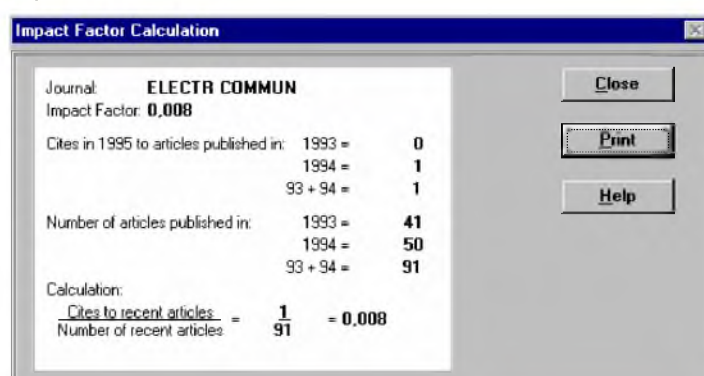 Impact Factor Calculation
Journal: ELECTR COMMUN
Impact Factor: 0,008
Cites in 1995 to articles published in: 1993 = 0
1994 = 1
93 + 94 = 1
Number of articles published in: 1993 = 41
1994 = 50
93 + 94 = 91
Calculation:
Cites to recent articles = 1 = 0,008
Number of recent articles 91
Close
Print
Help